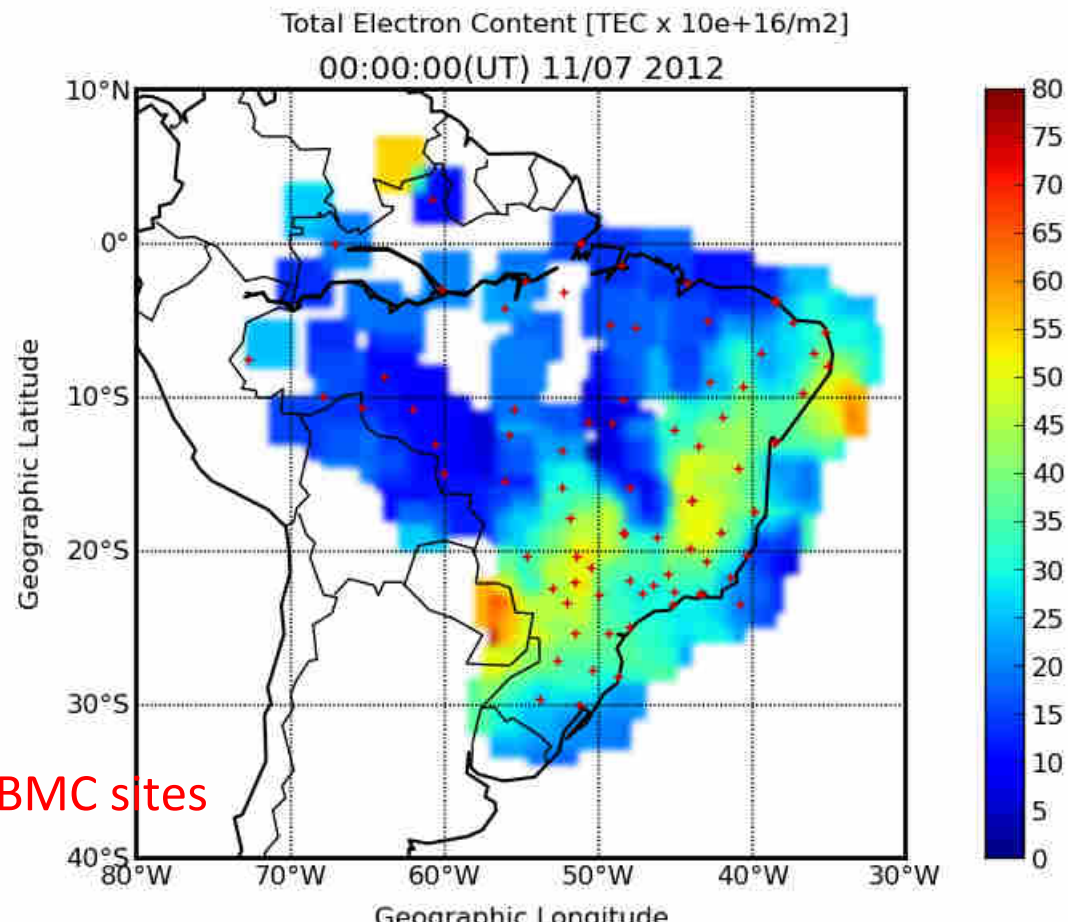 Total Electron Content [TEC x 10e+16/m2]
00:00:00(UT) 11/07 2012
10°N
0°
10°S
20°S
30°S
40°S
Geographic Latitude
BMC sites
80°W 70°W 60°W 50°W 40°W 30°W
Geographic Longitude
80
75
70
65
60
55
50
45
40
35
30
25
20
15
10
5
0